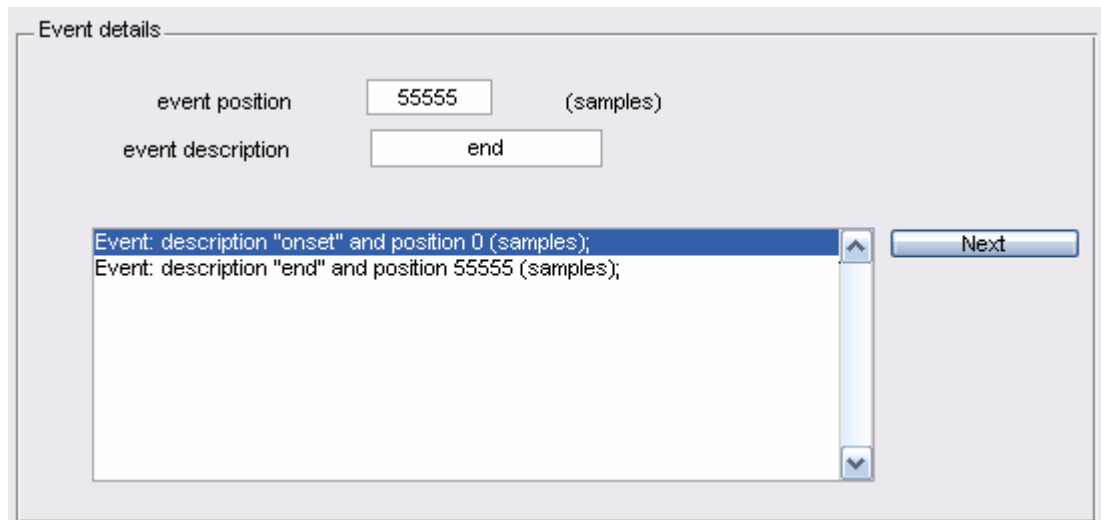 Event details
event position 55555 (samples)
event description end
Event: description "onset" and position 0 (samples);
Next
Event: description "end" and position 55555 (samples);